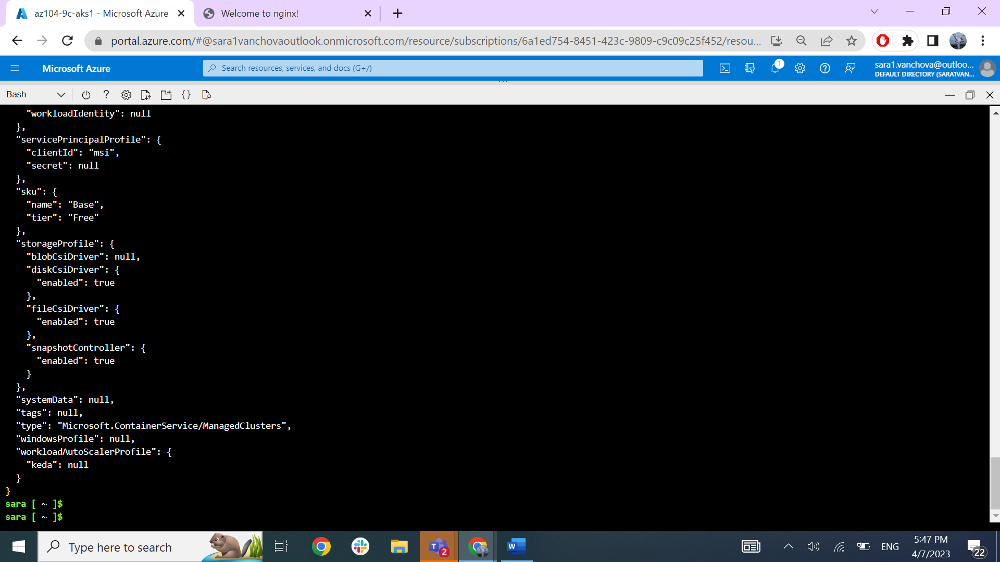 az104-9c-aks1 - Microsoft Azure
Welcome to nginx!
portal.azure.com/#@sara1vanchovaoutlook.onmicrosoft.com/resource/subscriptions/6a1ed754-8451-423c-9809-c9c09c25f452/resou...
Microsoft Azure
Search resources, services, and docs (G+/)
1
sara1.vanchova@outloo...
DEFAULT DIRECTORY (SARA1VAN...
Bash
"workloadIdentity": null
},
"servicePrincipalProfile": {
"clientId": "msi",
"secret": null
},
"sku": {
"name": "Base",
"tier": "Free"
},
"storageProfile": {
"blobCsiDriver": null,
"diskCsiDriver": {
"enabled": true
},
"fileCsiDriver": {
"enabled": true
},
"snapshotController": {
"enabled": true
}
},
"systemData": null,
"tags": null,
"type": "Microsoft.ContainerService/ManagedClusters",
"windowsProfile": null,
"workloadAutoScalerProfile": {
"keda": null
}
}
sara [ ~ ]$
sara [ ~ ]$
Type here to search
T
2
W
ENG
5:47 PM
4/7/2023
22